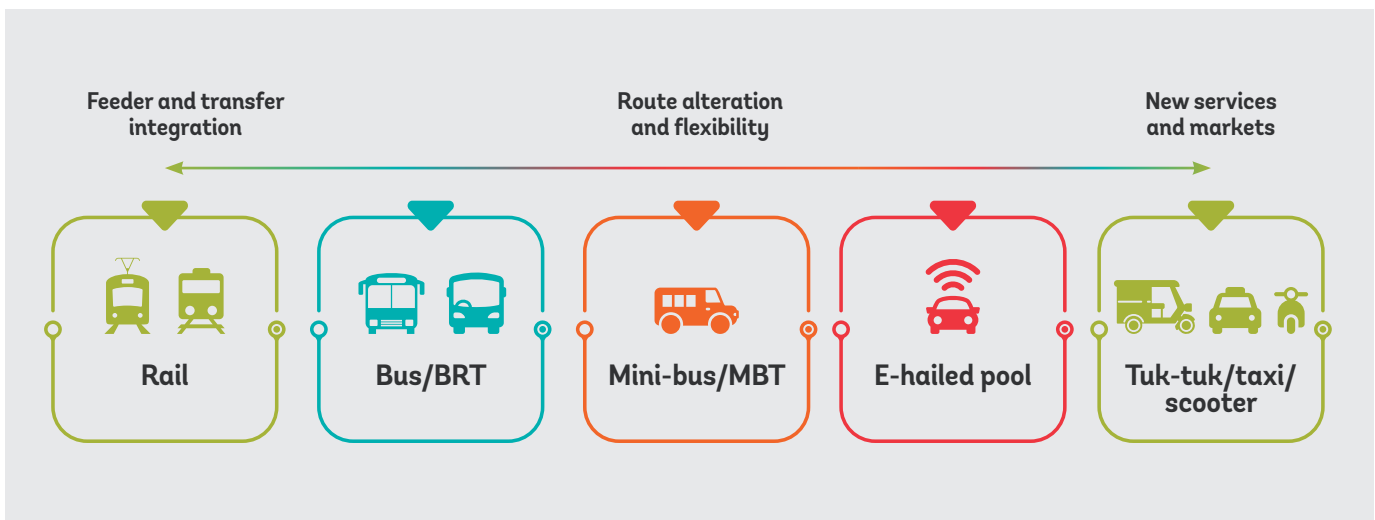 Feeder and transfer
integration
Route alteration
and flexibility
New services
and markets
Rail
Bus/BRT
Mini-bus/MBT
E-hailed pool
Tuk-tuk/taxi/
scooter